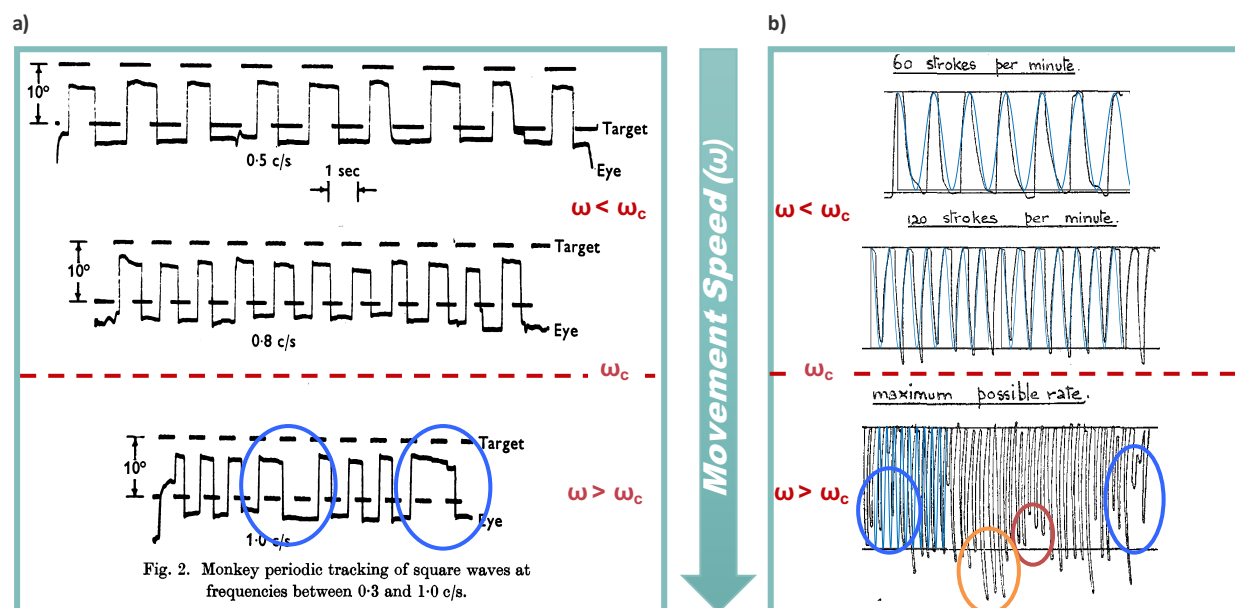 a)
10°
Target
Eye
0·5 c/s
1 sec
ω < ωc
10°
Target
Eye
0·8 c/s
ωc
10°
Target
ω > ωc
Eye
1·0 c/s
Fig. 2. Monkey periodic tracking of square waves at
frequencies between 0·3 and 1·0 c/s.
Movement Speed (ω)
b)
60 strokes per minute.
ω < ωc
120 strokes per minute.
ωc
maximum possible rate.
ω > ωc